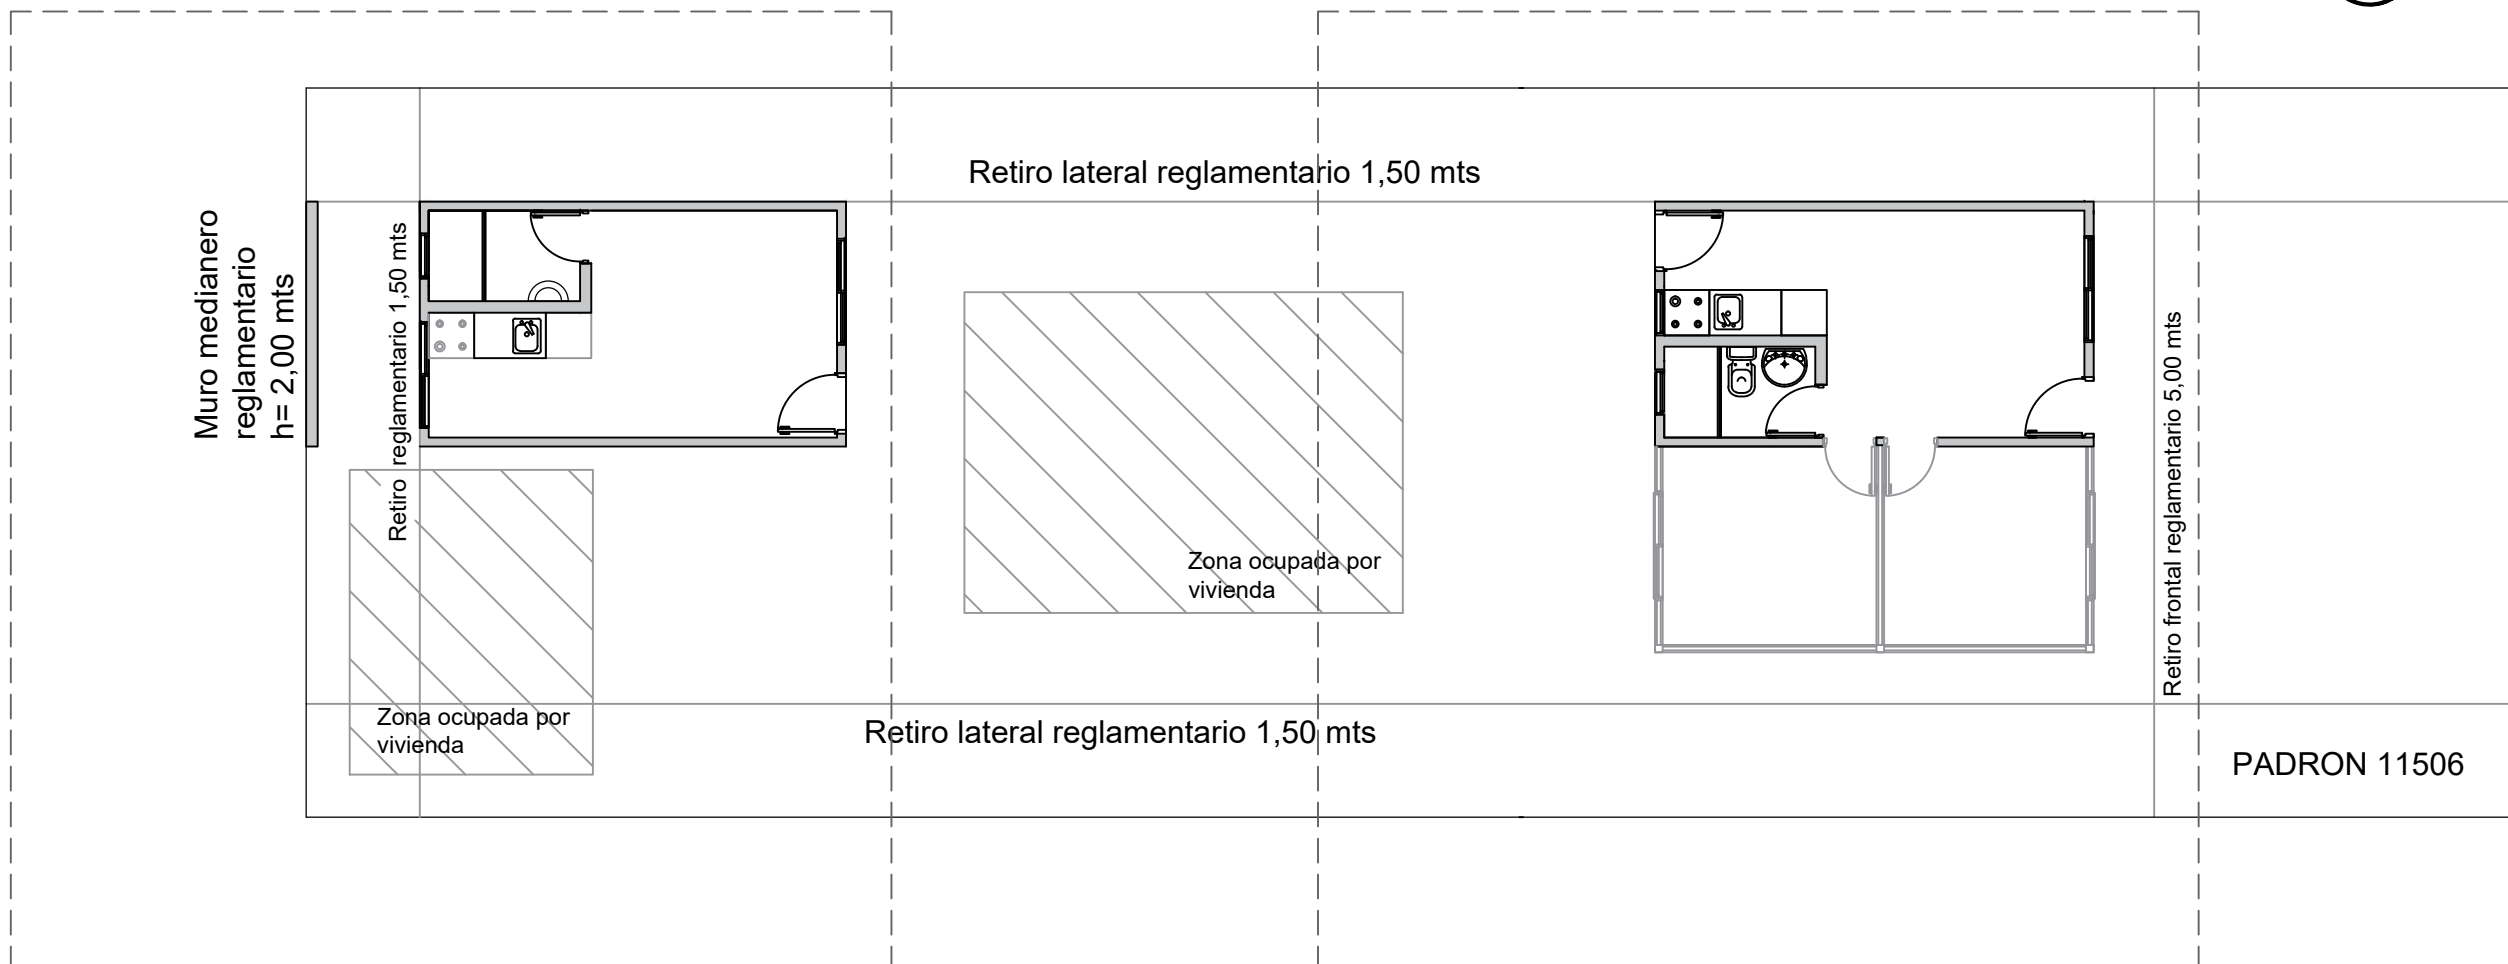 Retiro lateral reglamentario 1,50 mts
Muro medianero
reglamentario
h= 2,00 mts
Retiro reglamentario 1,50 mts
Zona ocupada por
vivienda
Retiro frontal reglamentario 5,00 mts
Zona ocupada por
vivienda
Retiro lateral reglamentario 1,50 mts
PADRON 11506